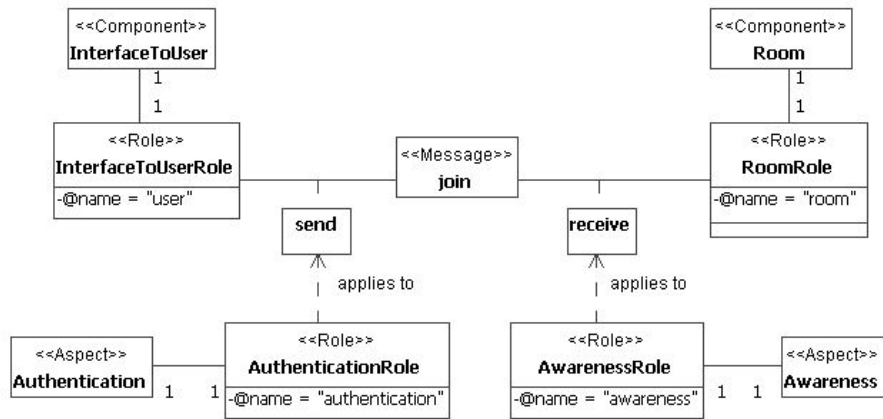 <<Component>>
InterfaceToUser
1
1
<<Role>>
InterfaceToUserRole
-@name = "user"
<<Message>>
join
<<Component>>
Room
1
1
<<Role>>
RoomRole
-@name = "room"
send
receive
applies to
applies to
<<Aspect>>
Authentication
1
1
<<Role>>
AuthenticationRole
-@name = "authentication"
<<Role>>
AwarenessRole
-@name = "awareness"
1
1
<<Aspect>>
Awareness